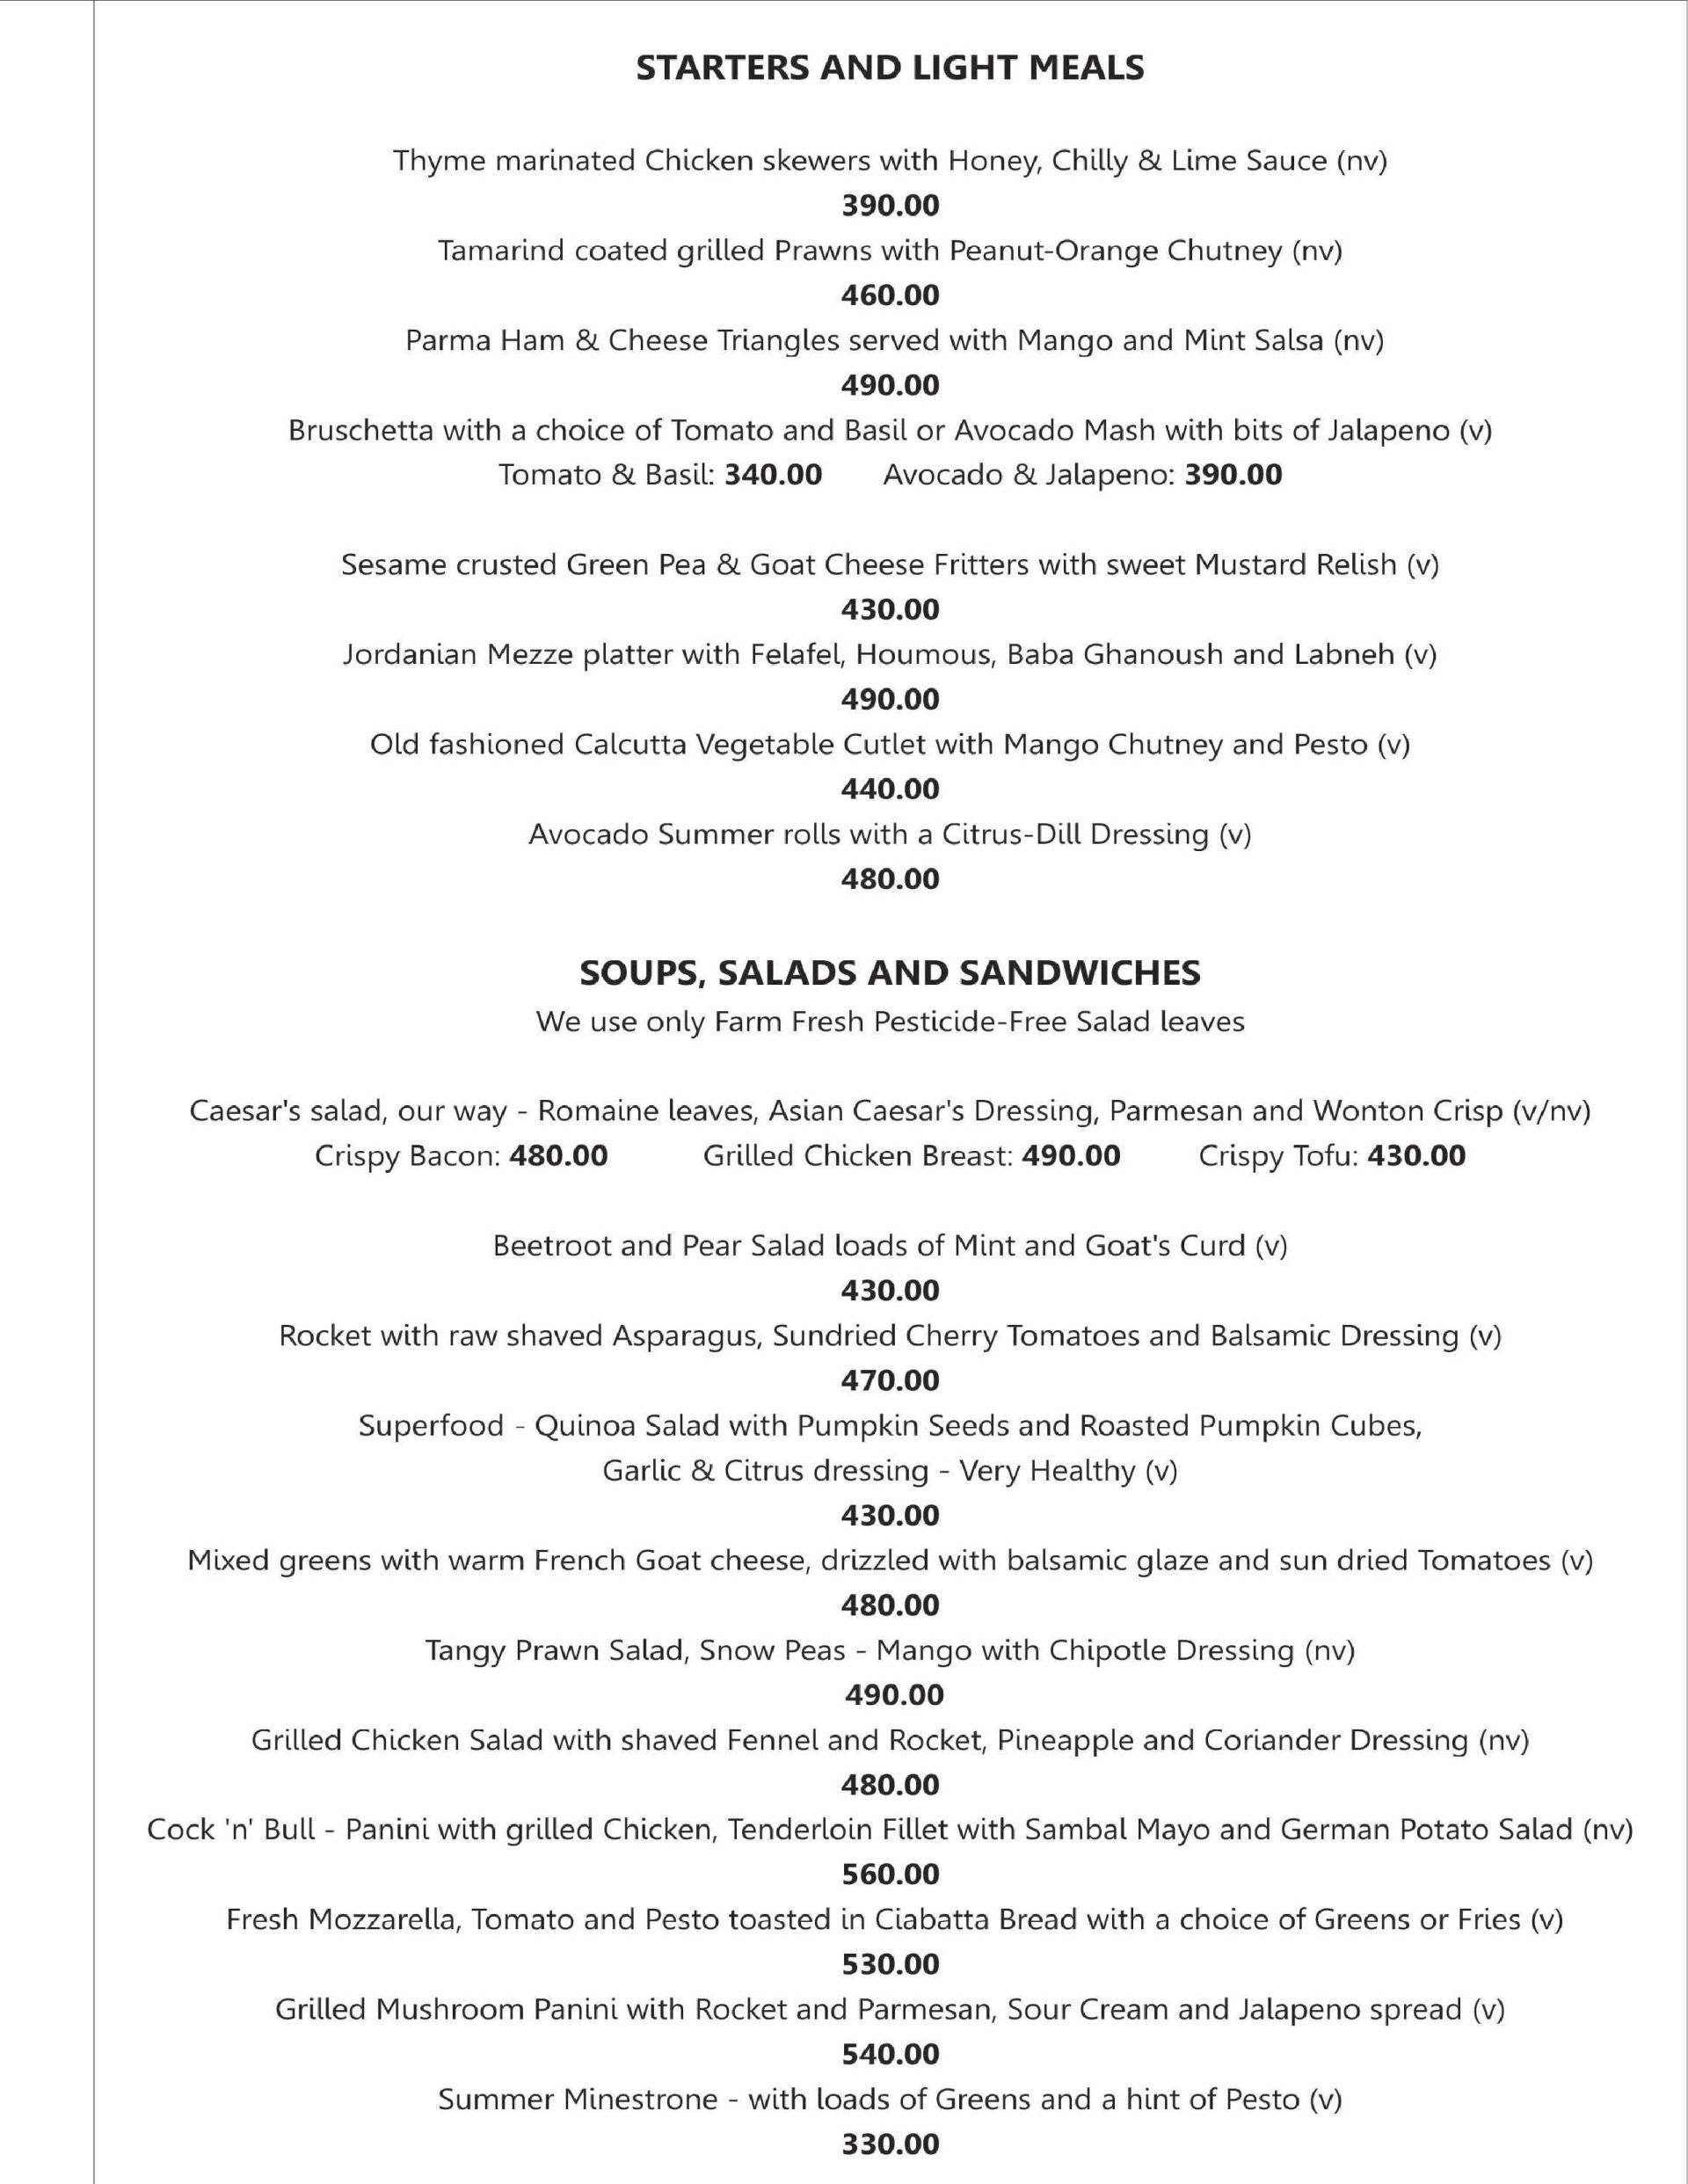 STARTERS AND LIGHT MEALS
Thyme marinated Chicken skewers with Honey, Chilly & Lime Sauce (nv)
390.00
Tamarind coated grilled Prawns with Peanut-Orange Chutney (nv)
460.00
Parma Ham & Cheese Triangles served with Mango and Mint Salsa (nv)
490.00
Bruschetta with a choice of Tomato and Basil or Avocado Mash with bits of Jalapeno (v)
Tomato & Basil: 340.00 Avocado & Jalapeno: 390.00
Sesame crusted Green Pea & Goat Cheese Fritters with sweet Mustard Relish (v)
430.00
Jordanian Mezze platter with Felafel, Houmous, Baba Ghanoush and Labneh (v)
490.00
Old fashioned Calcutta Vegetable Cutlet with Mango Chutney and Pesto (v)
440.00
Avocado Summer rolls with a Citrus-Dill Dressing (v)
480.00
SOUPS, SALADS AND SANDWICHES
We use only Farm Fresh Pesticide-Free Salad leaves
Caesar's salad, our way - Romaine leaves, Asian Caesar's Dressing, Parmesan and Wonton Crisp (v/nv)
Crispy Bacon: 480.00 Grilled Chicken Breast: 490.00 Crispy Tofu: 430.00
Beetroot and Pear Salad loads of Mint and Goat's Curd (v)
430.00
Rocket with raw shaved Asparagus, Sundried Cherry Tomatoes and Balsamic Dressing (v)
470.00
Superfood - Quinoa Salad with Pumpkin Seeds and Roasted Pumpkin Cubes,
Garlic & Citrus dressing - Very Healthy (v)
430.00
Mixed greens with warm French Goat cheese, drizzled with balsamic glaze and sun dried Tomatoes (v)
480.00
Tangy Prawn Salad, Snow Peas - Mango with Chipotle Dressing (nv)
490.00
Grilled Chicken Salad with shaved Fennel and Rocket, Pineapple and Coriander Dressing (nv)
480.00
Cock 'n' Bull - Panini with grilled Chicken, Tenderloin Fillet with Sambal Mayo and German Potato Salad (nv)
560.00
Fresh Mozzarella, Tomato and Pesto toasted in Ciabatta Bread with a choice of Greens or Fries (v)
530.00
Grilled Mushroom Panini with Rocket and Parmesan, Sour Cream and Jalapeno spread (v)
540.00
Summer Minestrone - with loads of Greens and a hint of Pesto (v)
330.00